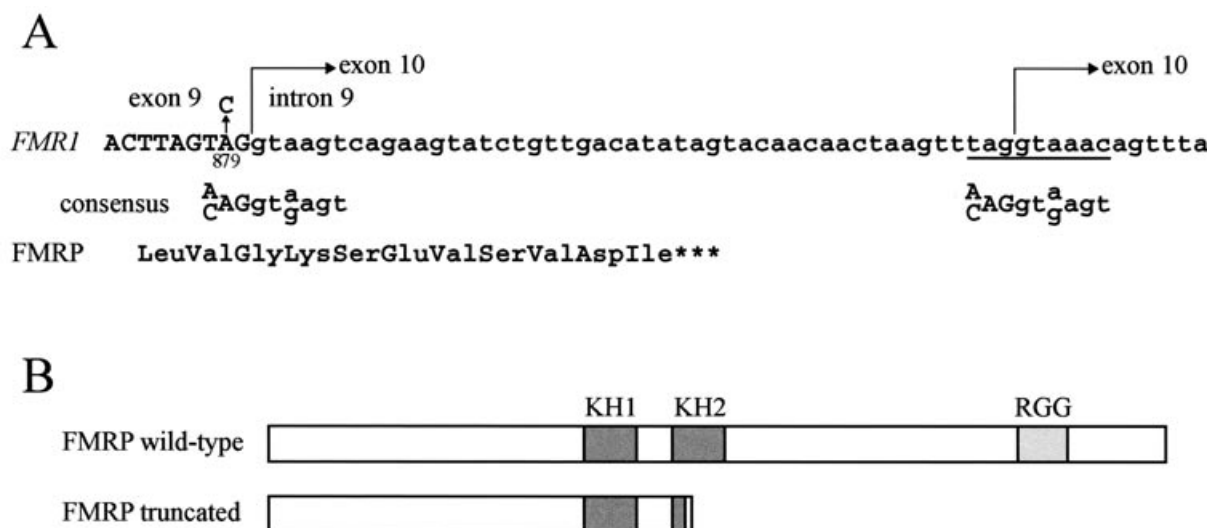 A
exon 10 exon 10
exon 9 C intron 9
FMR1 ACTTAGTAGgtaagtcagaagtatctgttgacatatagtacaacaactaagttttaggtaaacagttta
879
consensus A/C AGgt a/g agt A/C AGgt a/g agt
FMRP LeuValGlyLysSerGluValSerValAspIle***
B
KH1 KH2 RGG
FMRP wild-type
FMRP truncated